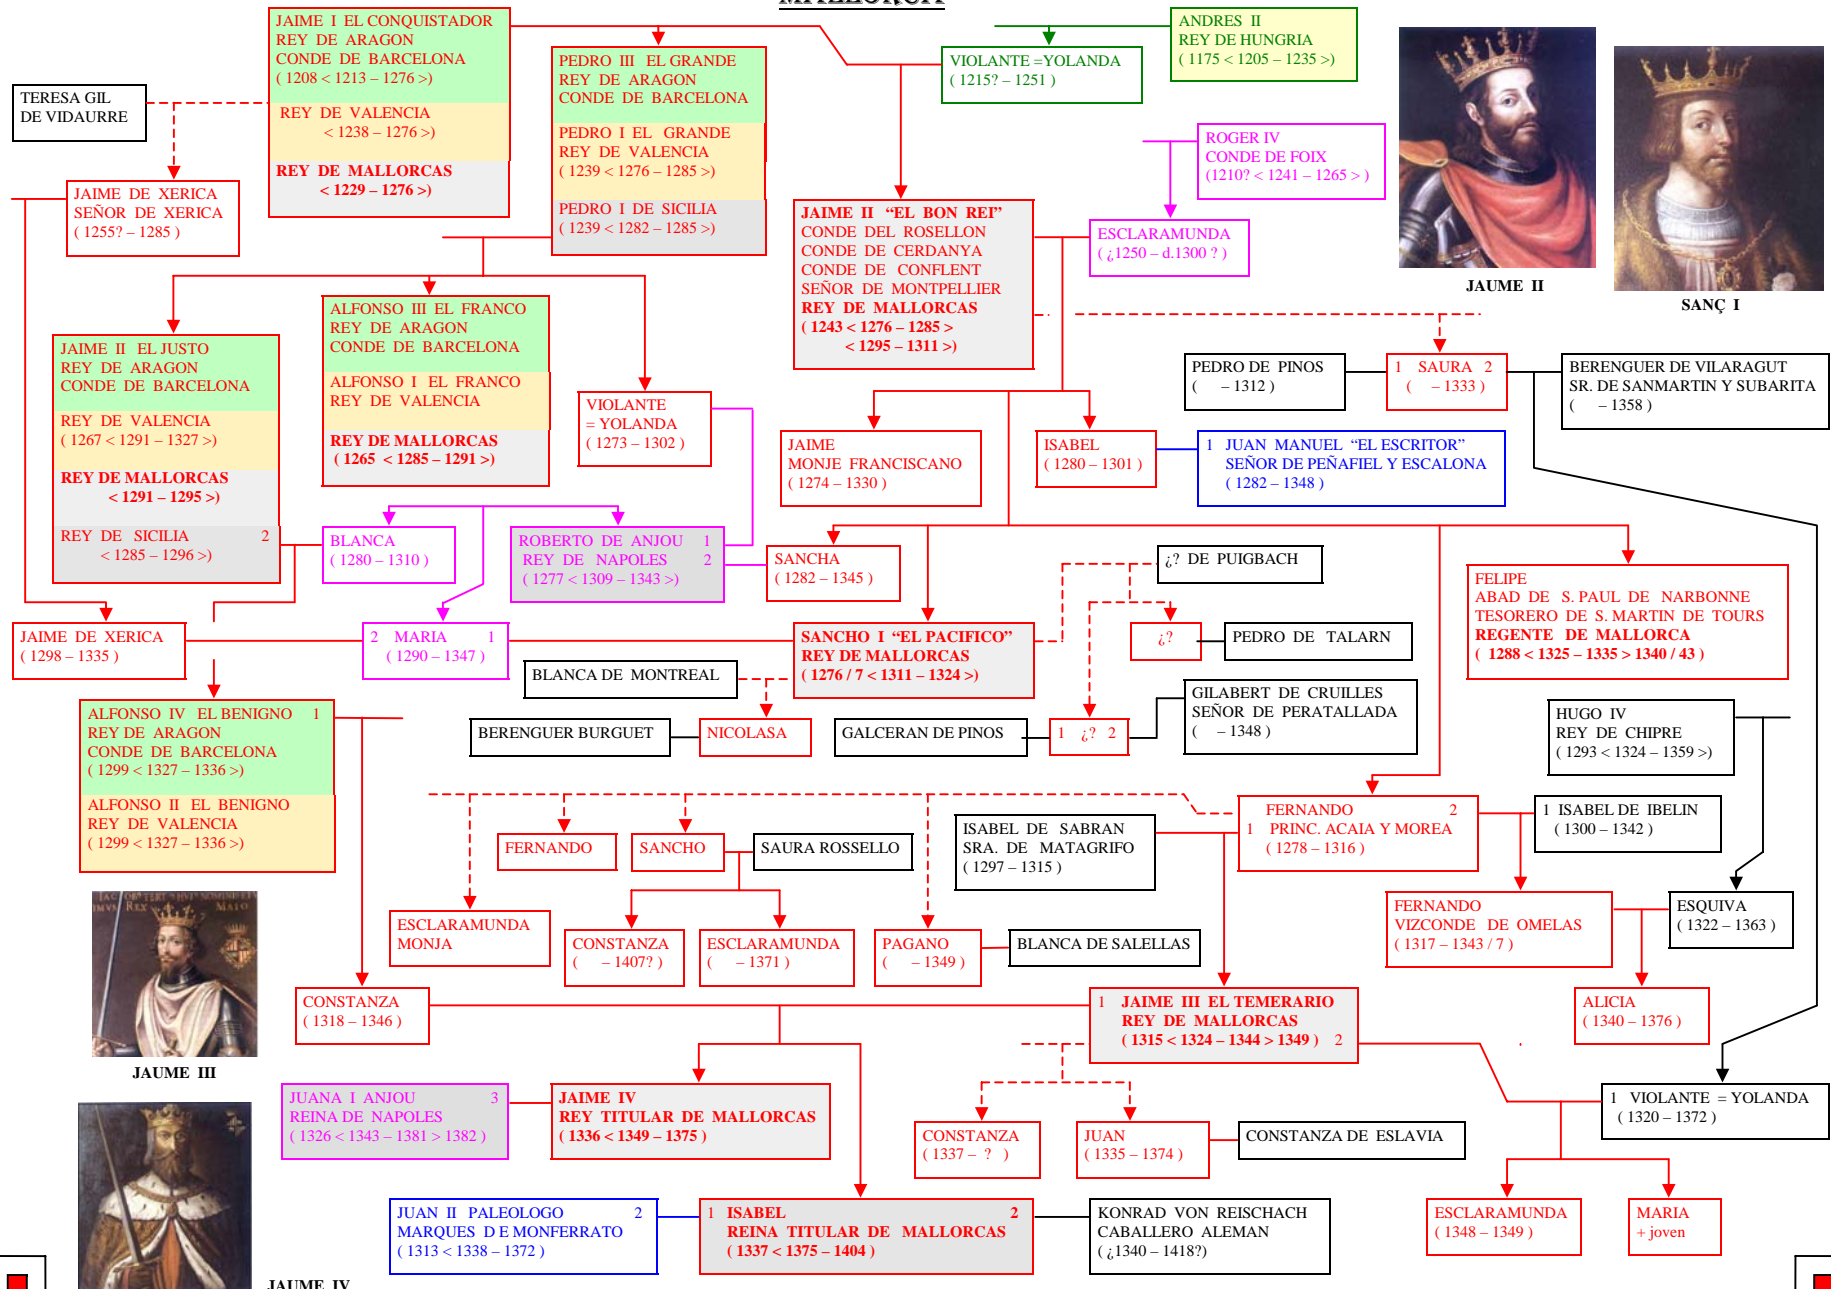 MALLORCA
JAIME I EL CONQUISTADOR
REY DE ARAGON
CONDE DE BARCELONA
( 1208 < 1213 – 1276 >)
REY DE VALENCIA
< 1238 – 1276 >)
REY DE MALLORCAS
< 1229 – 1276 >)
PEDRO III EL GRANDE
REY DE ARAGON
CONDE DE BARCELONA
PEDRO I EL GRANDE
REY DE VALENCIA
( 1239 < 1276 – 1285 >)
PEDRO I DE SICILIA
( 1239 < 1282 – 1285 >)
VIOLANTE =YOLANDA
( 1215? – 1251 )
ANDRES II
REY DE HUNGRIA
( 1175 < 1205 – 1235 >)
TERESA GIL
DE VIDAURRE
ROGER IV
CONDE DE FOIX
(1210? < 1241 – 1265 > )
JAIME DE XERICA
SEÑOR DE XERICA
( 1255? – 1285 )
JAIME II “EL BON REI”
CONDE DEL ROSELLON
CONDE DE CERDANYA
CONDE DE CONFLENT
SEÑOR DE MONTPELLIER
REY DE MALLORCAS
( 1243 < 1276 – 1285 >
< 1295 – 1311 >)
ESCLARAMUNDA
( ¿1250 – d.1300 ? )
JAUME II
SANÇ I
ALFONSO III EL FRANCO
REY DE ARAGON
CONDE DE BARCELONA
ALFONSO I EL FRANCO
REY DE VALENCIA
REY DE MALLORCAS
( 1265 < 1285 – 1291 >)
JAIME II EL JUSTO
REY DE ARAGON
CONDE DE BARCELONA
REY DE VALENCIA
( 1267 < 1291 – 1327 >)
REY DE MALLORCAS
< 1291 – 1295 >)
REY DE SICILIA 2
< 1285 – 1296 >)
VIOLANTE
= YOLANDA
( 1273 – 1302 )
PEDRO DE PINOS
( – 1312 )
1 SAURA 2
( – 1333 )
BERENGUER DE VILARAGUT
SR. DE SANMARTIN Y SUBARITA
( – 1358 )
JAIME
MONJE FRANCISCANO
( 1274 – 1330 )
ISABEL
( 1280 – 1301 )
1 JUAN MANUEL “EL ESCRITOR”
SEÑOR DE PEÑAFIEL Y ESCALONA
( 1282 – 1348 )
BLANCA
( 1280 – 1310 )
ROBERTO DE ANJOU 1
REY DE NAPOLES 2
( 1277 < 1309 – 1343 >)
SANCHA
( 1282 – 1345 )
¿? DE PUIGBACH
FELIPE
ABAD DE S. PAUL DE NARBONNE
TESORERO DE S. MARTIN DE TOURS
REGENTE DE MALLORCA
( 1288 < 1325 – 1335 > 1340 / 43 )
JAIME DE XERICA
( 1298 – 1335 )
2 MARIA 1
( 1290 – 1347 )
SANCHO I “EL PACIFICO”
REY DE MALLORCAS
( 1276 / 7 < 1311 – 1324 >)
¿?
PEDRO DE TALARN
BLANCA DE MONTREAL
GILABERT DE CRUILLES
SEÑOR DE PERATALLADA
( – 1348 )
BERENGUER BURGUET
NICOLASA
GALCERAN DE PINOS
1 ¿? 2
HUGO IV
REY DE CHIPRE
( 1293 < 1324 – 1359 >)
ALFONSO IV EL BENIGNO 1
REY DE ARAGON
CONDE DE BARCELONA
( 1299 < 1327 – 1336 >)
ALFONSO II EL BENIGNO
REY DE VALENCIA
( 1299 < 1327 – 1336 >)
FERNANDO
SANCHO
SAURA ROSSELLO
ISABEL DE SABRAN
SRA. DE MATAGRIFO
( 1297 – 1315 )
FERNANDO 2
1 PRINC. ACAIA Y MOREA
( 1278 – 1316 )
1 ISABEL DE IBELIN
( 1300 – 1342 )
ESCLARAMUNDA
MONJA
CONSTANZA
( – 1407? )
ESCLARAMUNDA
( – 1371 )
PAGANO
( – 1349 )
BLANCA DE SALELLAS
FERNANDO
VIZCONDE DE OMELAS
( 1317 – 1343 / 7 )
ESQUIVA
( 1322 – 1363 )
CONSTANZA
( 1318 – 1346 )
1 JAIME III EL TEMERARIO
REY DE MALLORCAS
( 1315 < 1324 – 1344 > 1349 ) 2
ALICIA
( 1340 – 1376 )
JAUME III
JUANA I ANJOU 3
REINA DE NAPOLES
( 1326 < 1343 – 1381 > 1382 )
JAIME IV
REY TITULAR DE MALLORCAS
( 1336 < 1349 – 1375 )
CONSTANZA
( 1337 – ? )
JUAN
( 1335 – 1374 )
CONSTANZA DE ESLAVIA
1 VIOLANTE = YOLANDA
( 1320 – 1372 )
JUAN II PALEOLOGO 2
MARQUES D E MONFERRATO
( 1313 < 1338 – 1372 )
1 ISABEL 2
REINA TITULAR DE MALLORCAS
( 1337 < 1375 – 1404 )
KONRAD VON REISCHACH
CABALLERO ALEMAN
( ¿1340 – 1418?)
ESCLARAMUNDA
( 1348 – 1349 )
MARIA
+ joven
JAUME IV